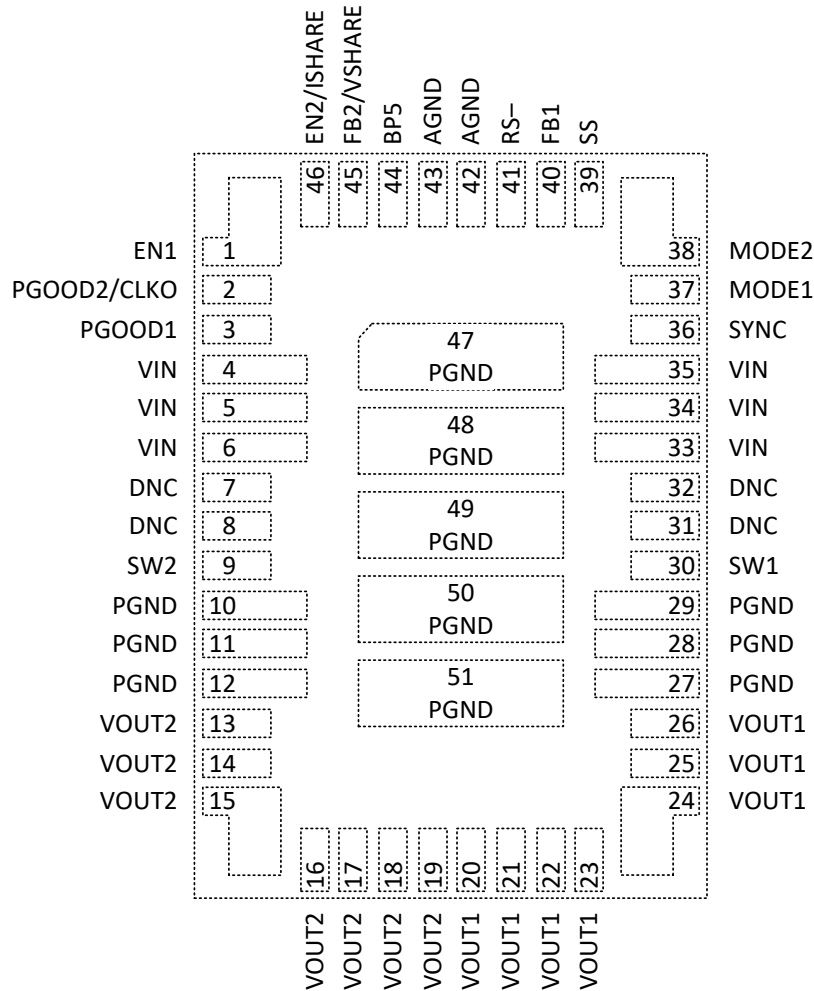 EN2/ISHARE
FB2/VSHARE
BP5
AGND
AGND
RS–
FB1
SS
46
45
44
43
42
41
40
39
EN1 1
38 MODE2
PGOOD2/CLKO 2
37 MODE1
PGOOD1 3
36 SYNC
VIN 4
47
PGND
35 VIN
VIN 5
34 VIN
VIN 6
48
PGND
33 VIN
DNC 7
32 DNC
DNC 8
49
PGND
31 DNC
SW2 9
30 SW1
PGND 10
50
PGND
29 PGND
PGND 11
28 PGND
PGND 12
51
PGND
27 PGND
VOUT2 13
26 VOUT1
VOUT2 14
25 VOUT1
VOUT2 15
24 VOUT1
16
17
18
19
20
21
22
23
VOUT2
VOUT2
VOUT2
VOUT2
VOUT1
VOUT1
VOUT1
VOUT1